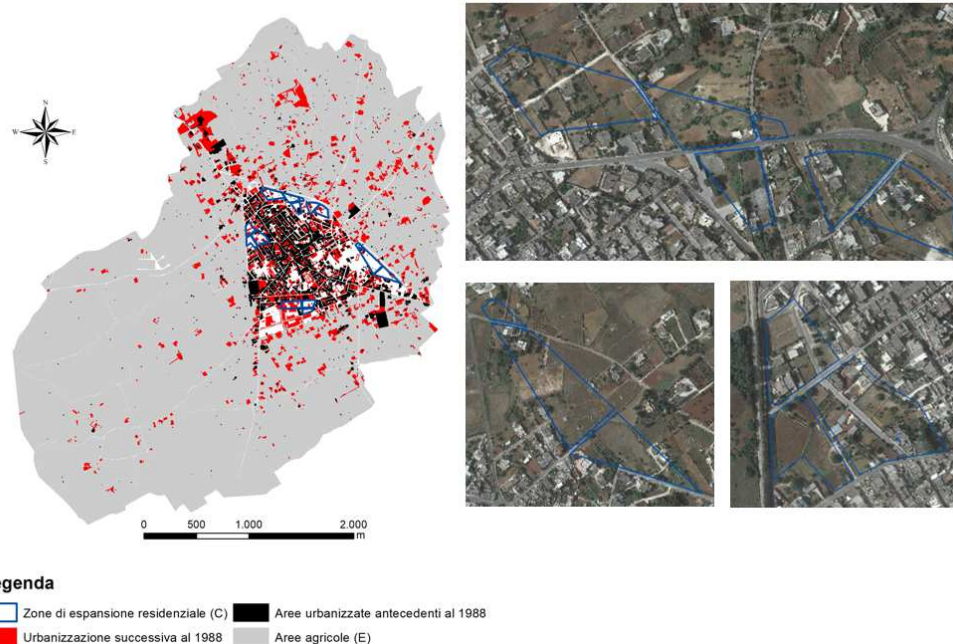 N
W E
S
0 500 1.000 2.000
m
egenda
Zone di espansione residenziale (C) Aree urbanizzate antecedenti al 1988
Urbanizzazione successiva al 1988 Aree agricole (E)